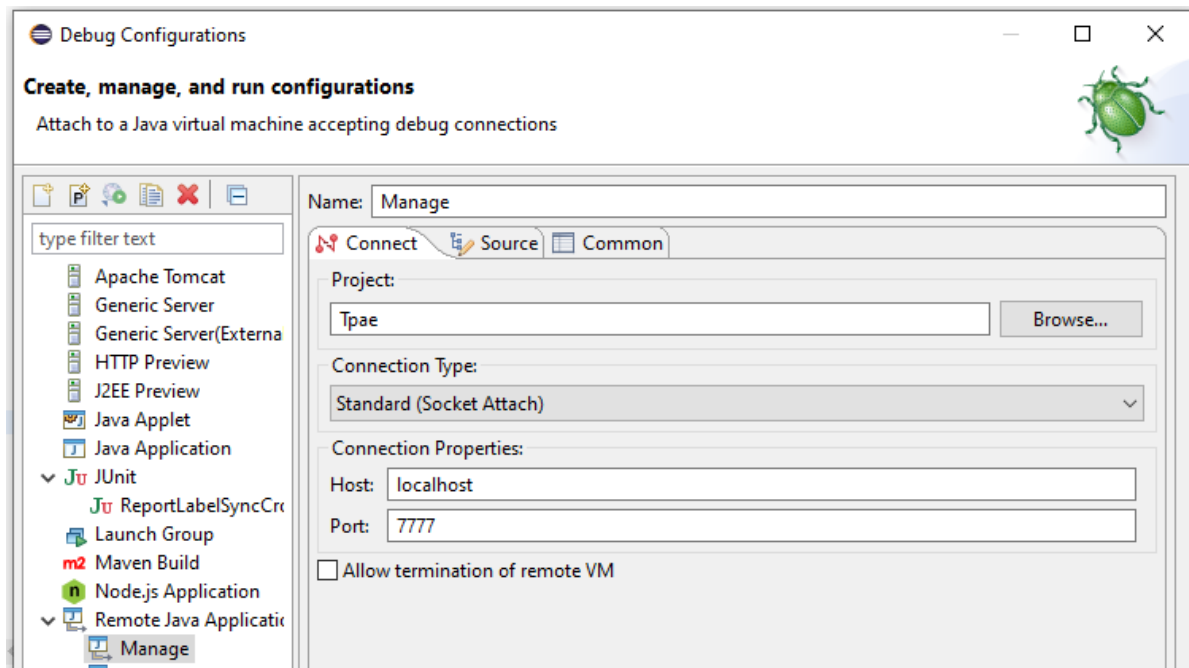 Debug Configurations
Create, manage, and run configurations
Attach to a Java virtual machine accepting debug connections
type filter text
Apache Tomcat
Generic Server
Generic Server(Externa
HTTP Preview
J2EE Preview
Java Applet
Java Application
JUnit
ReportLabelSyncCr
Launch Group
m2 Maven Build
Node.js Application
Remote Java Applicati
Manage
Name: Manage
Connect Source Common
Project:
Tpae Browse...
Connection Type:
Standard (Socket Attach)
Connection Properties:
Host: localhost
Port: 7777
Allow termination of remote VM